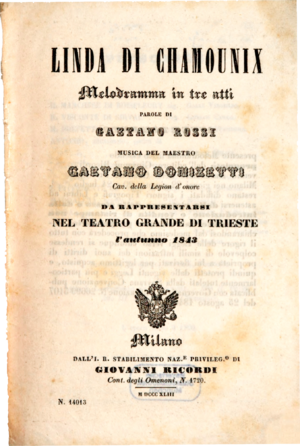 LINDA DI CHAMOUNIX
Melodramma in tre atti
PAROLE DI
GAETANO ROSSI
MUSICA DEL MAESTRO
GAETANO DONIZETTI
Cav. della Legion d'onore
DA RAPPRESENTARSI
NEL TEATRO GRANDE DI TRIESTE
l'autunno 1843
Milano
DALL'I. R. STABILIMENTO NAZ.E PRIVILEG.O DI
GIOVANNI RICORDI
Cont. degli Omenoni, N. 1720.
M DCCC XLIII
N. 14013